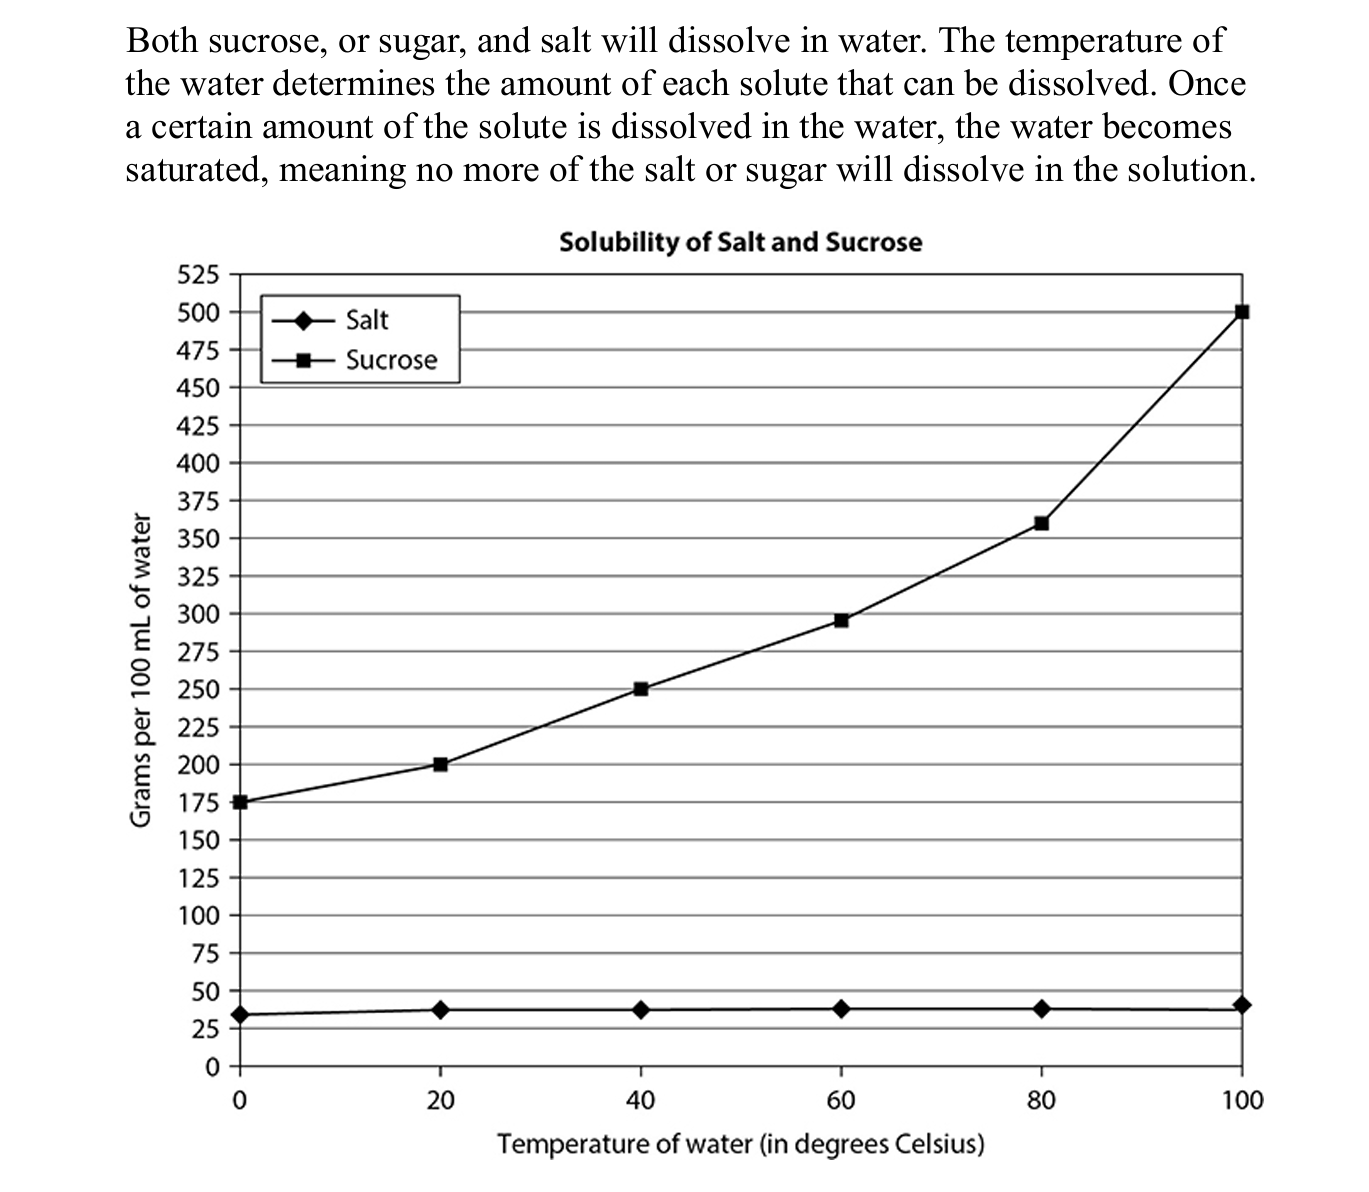 Both sucrose, or sugar, and salt will dissolve in water. The temperature of
the water determines the amount of each solute that can be dissolved. Once
a certain amount of the solute is dissolved in the water, the water becomes
saturated, meaning no more of the salt or sugar will dissolve in the solution.
Solubility of Salt and Sucrose
Salt
Sucrose
Grams per 100 mL of water
525
500
475
450
425
400
375
350
325
300
275
250
225
200
175
150
125
100
75
50
25
0
0 20 40 60 80 100
Temperature of water (in degrees Celsius)